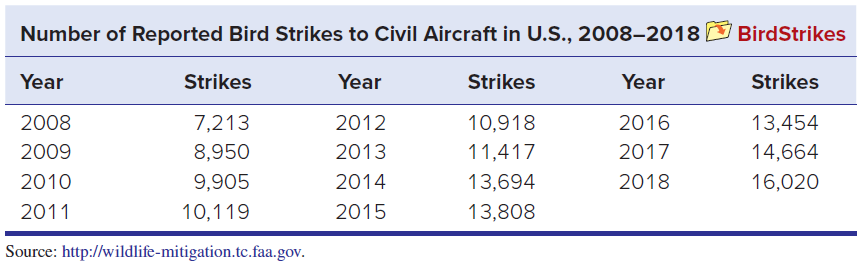 Number of Reported Bird Strikes to Civil Aircraft in U.S., 2008–2018 BirdStrikes
Year Strikes Year Strikes Year Strikes
2008 7,213 2012 10,918 2016 13,454
2009 8,950 2013 11,417 2017 14,664
2010 9,905 2014 13,694 2018 16,020
2011 10,119 2015 13,808
Source: http://wildlife-mitigation.tc.faa.gov.